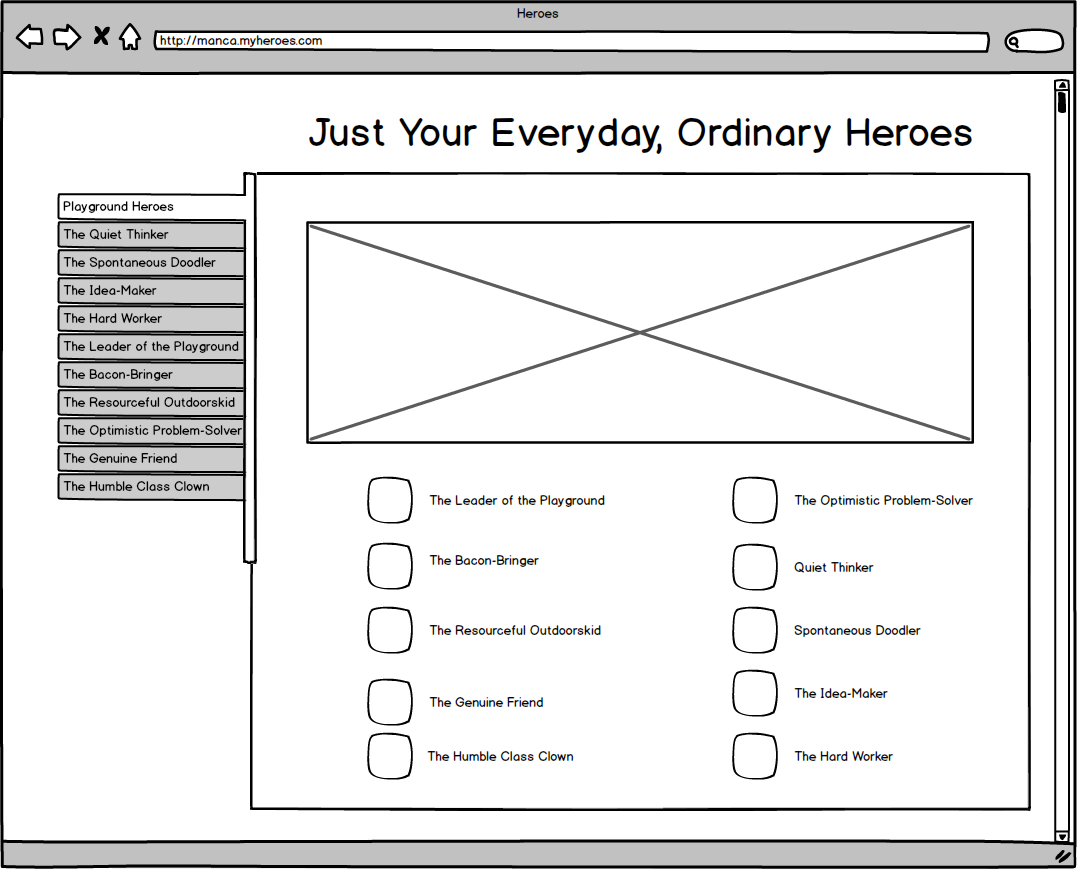 Heroes
http://manca.myheroes.com
Just Your Everyday, Ordinary Heroes
Playground Heroes
The Quiet Thinker
The Spontaneous Doodler
The Idea-Maker
The Hard Worker
The Leader of the Playground
The Bacon-Bringer
The Resourceful Outdoorskid
The Optimistic Problem-Solver
The Genuine Friend
The Humble Class Clown
The Leader of the Playground
The Bacon-Bringer
The Resourceful Outdoorskid
The Genuine Friend
The Humble Class Clown
The Optimistic Problem-Solver
Quiet Thinker
Spontaneous Doodler
The Idea-Maker
The Hard Worker